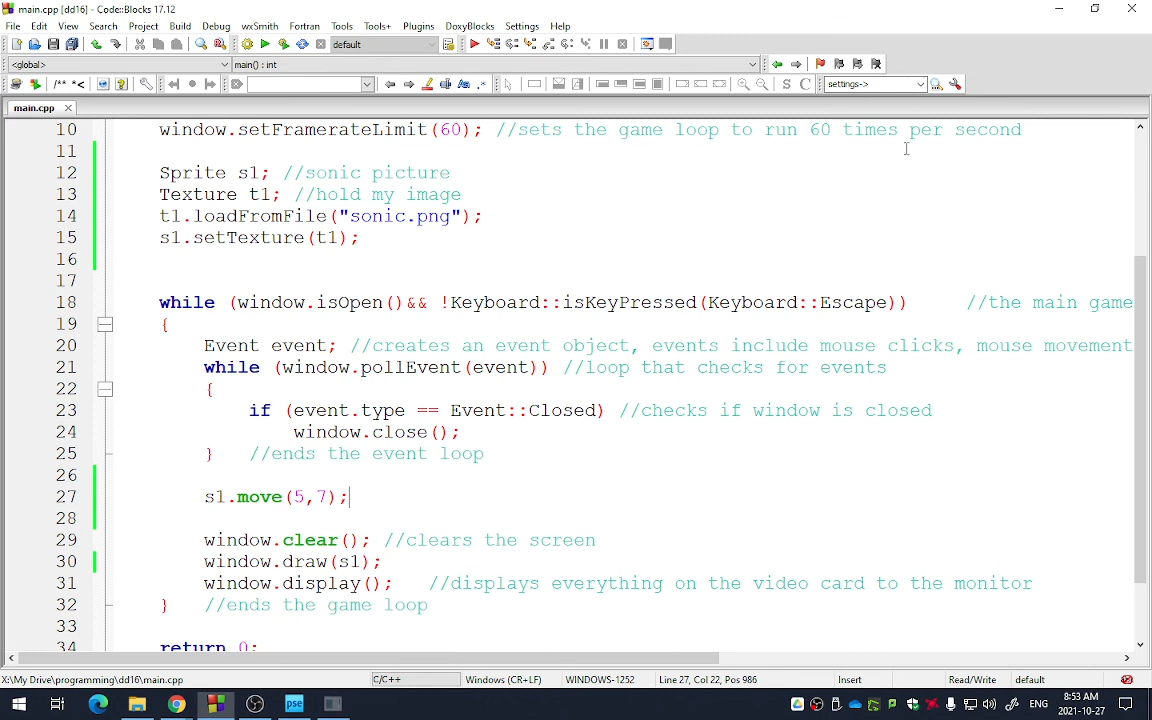 main.cpp [dd16] - Code::Blocks 17.12
File Edit View Search Project Build Debug wxSmith Fortran Tools Tools+ Plugins DoxyBlocks Settings Help
default
<global> main() : int
/** *< settings->
main.cpp
10 window.setFramerateLimit(60); //sets the game loop to run 60 times per second
11
12 Sprite s1; //sonic picture
13 Texture t1; //hold my image
14 t1.loadFromFile("sonic.png");
15 s1.setTexture(t1);
16
17
18 while (window.isOpen()&& !Keyboard::isKeyPressed(Keyboard::Escape)) //the main game
19 {
20 Event event; //creates an event object, events include mouse clicks, mouse movement
21 while (window.pollEvent(event)) //loop that checks for events
22 {
23 if (event.type == Event::Closed) //checks if window is closed
24 window.close();
25 } //ends the event loop
26
27 s1.move(5,7);
28
29 window.clear(); //clears the screen
30 window.draw(s1);
31 window.display(); //displays everything on the video card to the monitor
32 } //ends the game loop
33
34 return 0;
X:\My Drive\programming\dd16\main.cpp C/C++ Windows (CR+LF) WINDOWS-1252 Line 27, Col 22, Pos 986 Insert Read/Write default
pse ENG 8:53 AM
2021-10-27